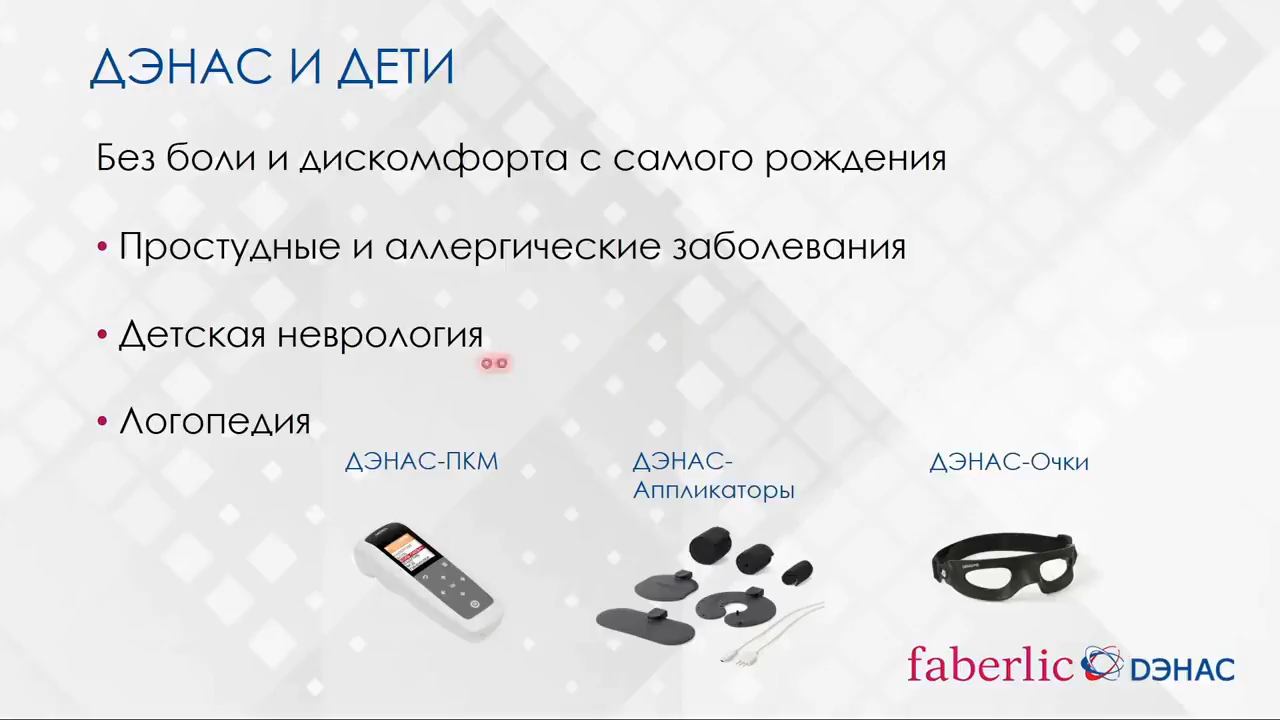 ДЭНАС И ДЕТИ
Без боли и дискомфорта с самого рождения
• Простудные и аллергические заболевания
• Детская неврология
• Логопедия
ДЭНАС-ПКМ
ДЭНАС-
Аппликаторы
ДЭНАС-Очки
faberlic ДЭНАС